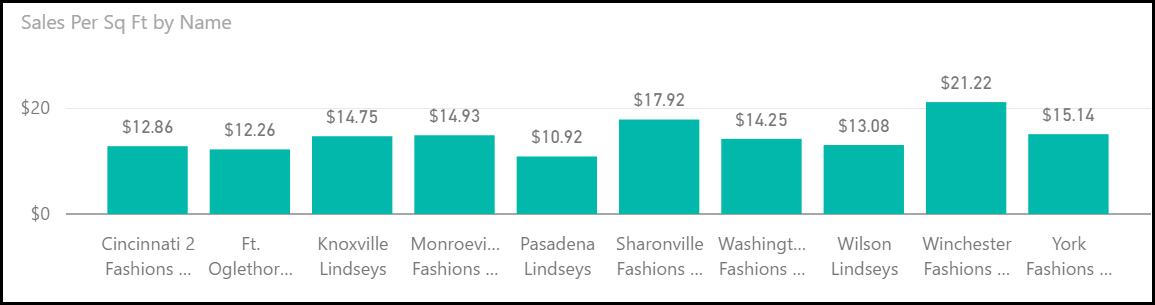 Sales Per Sq Ft by Name
$20
$0
$12.86
$12.26
$14.75
$14.93
$10.92
$17.92
$14.25
$13.08
$21.22
$15.14
Cincinnati 2
Fashions ...
Ft.
Oglethor...
Knoxville
Lindseys
Monroevi...
Fashions ...
Pasadena
Lindseys
Sharonville
Fashions ...
Washingt...
Fashions ...
Wilson
Lindseys
Winchester
Fashions ...
York
Fashions ...